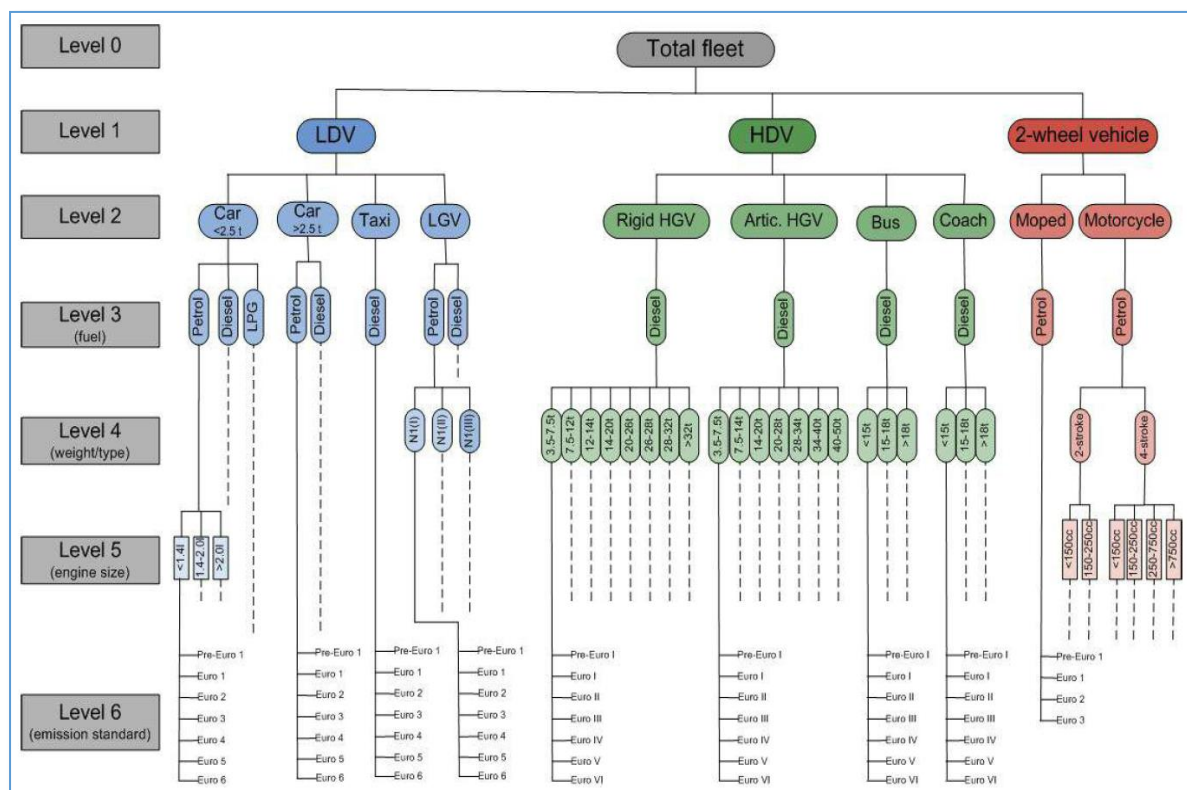 Level 0
Total fleet
Level 1
LDV
HDV
2-wheel vehicle
Level 2
Car
<2.5 t
Car
>2.5 t
Taxi
LGV
Rigid HGV
Artic. HGV
Bus
Coach
Moped
Motorcycle
Level 3
(fuel)
Petrol
Diesel
LPG
Petrol
Diesel
Diesel
Petrol
Diesel
Diesel
Diesel
Diesel
Diesel
Petrol
Petrol
Level 4
(weight/type)
N1(I)
N1(II)
N1(III)
3.5-7.5t
7.5-12t
12-14t
14-20t
20-26t
26-28t
28-32t
>32t
3.5-7.5t
7.5-14t
14-20t
20-28t
28-34t
34-40t
40-50t
<15t
15-18t
>18t
<15t
15-18t
>18t
2-stroke
4-stroke
Level 5
(engine size)
<1.4l
1.4-2.0l
>2.0l
<150cc
150-250cc
<150cc
150-250cc
250-750cc
>750cc
Level 6
(emission standard)
Pre-Euro 1
Euro 1
Euro 2
Euro 3
Euro 4
Euro 5
Euro 6
Pre-Euro 1
Euro 1
Euro 2
Euro 3
Euro 4
Euro 5
Euro 6
Pre-Euro 1
Euro 1
Euro 2
Euro 3
Euro 4
Euro 5
Euro 6
Pre-Euro 1
Euro 1
Euro 2
Euro 3
Euro 4
Euro 5
Euro 6
Pre-Euro I
Euro I
Euro II
Euro III
Euro IV
Euro V
Euro VI
Pre-Euro I
Euro I
Euro II
Euro III
Euro IV
Euro V
Euro VI
Pre-Euro I
Euro I
Euro II
Euro III
Euro IV
Euro V
Euro VI
Pre-Euro I
Euro I
Euro II
Euro III
Euro IV
Euro V
Euro VI
Pre-Euro 1
Euro 1
Euro 2
Euro 3